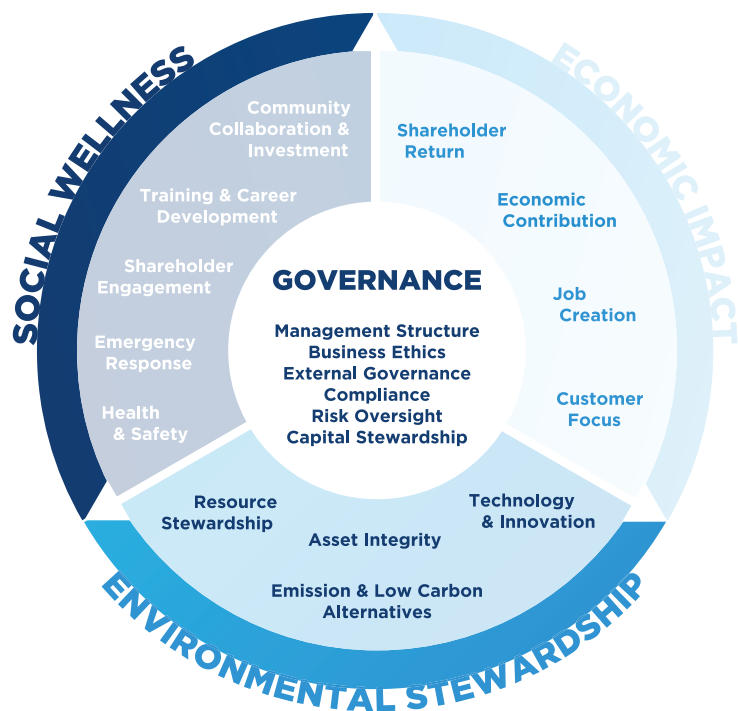 SOCIAL WELLNESS
Community
Collaboration &
Investment
Training & Career
Development
Shareholder
Engagement
Emergency
Response
Health
& Safety
ECONOMIC IMPACT
Shareholder
Return
Economic
Contribution
Job
Creation
Customer
Focus
GOVERNANCE
Management Structure
Business Ethics
External Governance
Compliance
Risk Oversight
Capital Stewardship
Resource
Stewardship
Asset Integrity
Technology
& Innovation
Emission & Low Carbon
Alternatives
ENVIRONMENTAL STEWARDSHIP